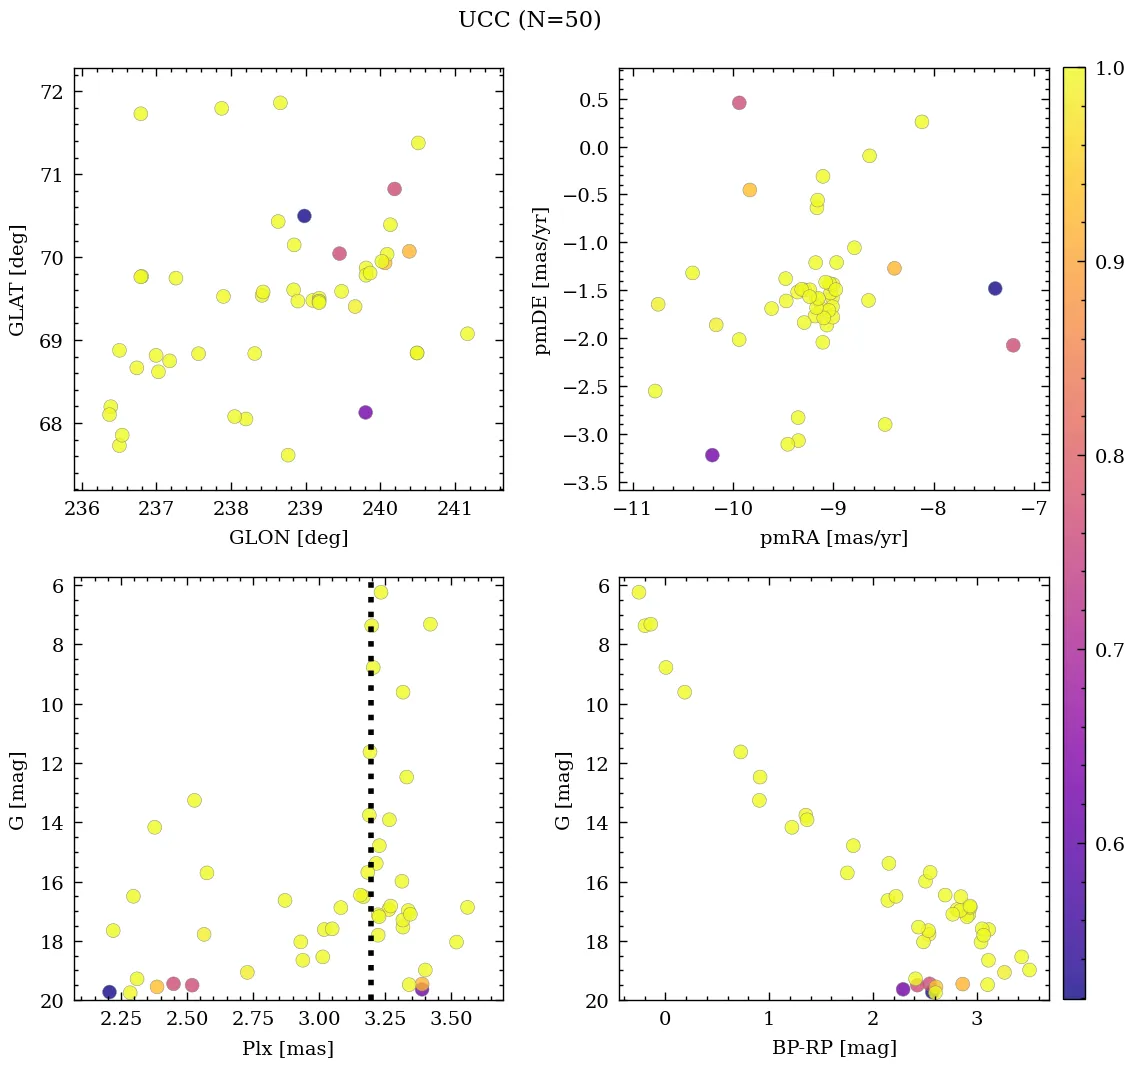 UCC (N=50)
72
71
70
69
68
GLAT [deg]
236 237 238 239 240 241
GLON [deg]
0.5
0.0
−0.5
−1.0
−1.5
−2.0
−2.5
−3.0
−3.5
pmDE [mas/yr]
−11 −10 −9 −8 −7
pmRA [mas/yr]
1.0
0.9
0.8
0.7
0.6
6
8
10
12
14
16
18
20
G [mag]
2.25 2.50 2.75 3.00 3.25 3.50
Plx [mas]
6
8
10
12
14
16
18
20
G [mag]
0 1 2 3
BP-RP [mag]